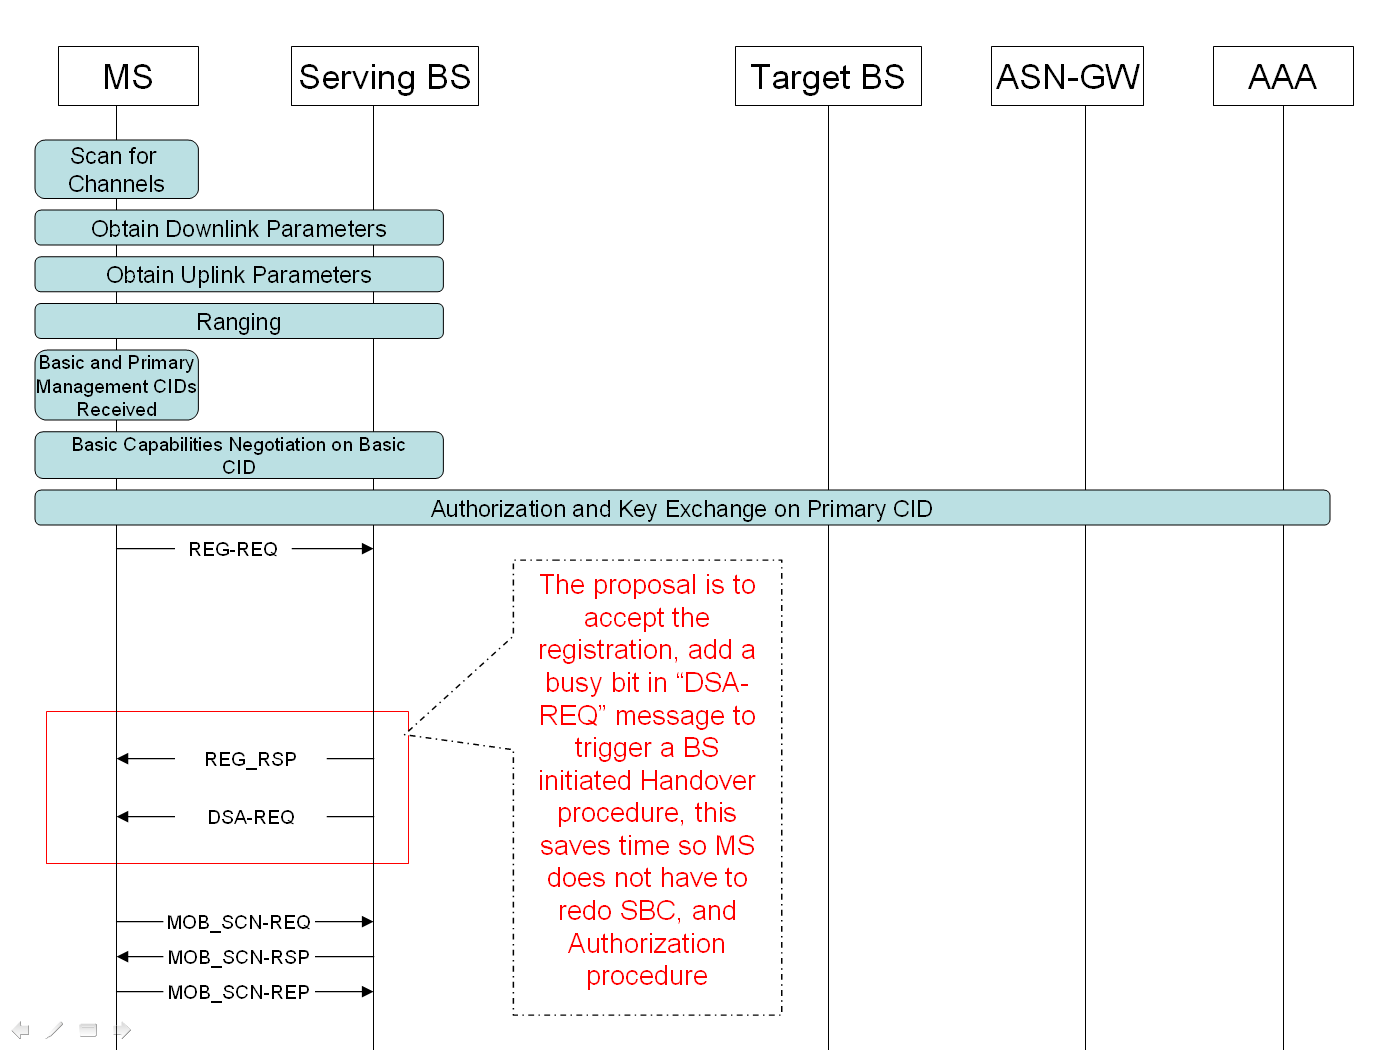 MS
Serving BS
Target BS
ASN-GW
AAA
Scan for
Channels
Obtain Downlink Parameters
Obtain Uplink Parameters
Ranging
Basic and Primary
Management CIDs
Received
Basic Capabilities Negotiation on Basic
CID
Authorization and Key Exchange on Primary CID
REG-REQ
The proposal is to
accept the
registration, add a
busy bit in “DSA-
REQ” message to
trigger a BS
initiated Handover
procedure, this
saves time so MS
does not have to
redo SBC, and
Authorization
procedure
REG_RSP
DSA-REQ
MOB_SCN-REQ
MOB_SCN-RSP
MOB_SCN-REP